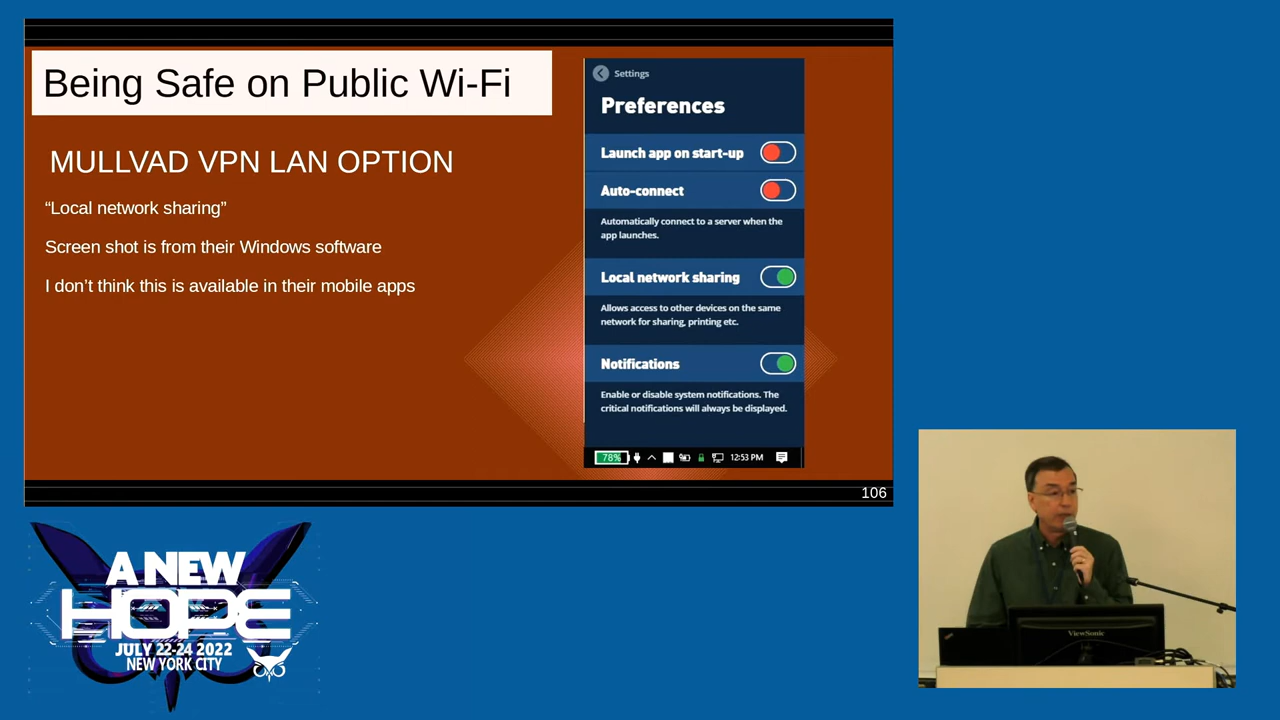 Being Safe on Public Wi-Fi
MULLVAD VPN LAN OPTION
“Local network sharing”
Screen shot is from their Windows software
I don’t think this is available in their mobile apps
Settings
Preferences
Launch app on start-up
Auto-connect
Automatically connect to a server when the
app launches.
Local network sharing
Allows access to other devices on the same
network for sharing, printing etc.
Notifications
Enable or disable system notifications. The
critical notifications will always be displayed.
78%
12:53 PM
106
A NEW
HOPE
JULY 22-24 2022
NEW YORK CITY
ViewSonic